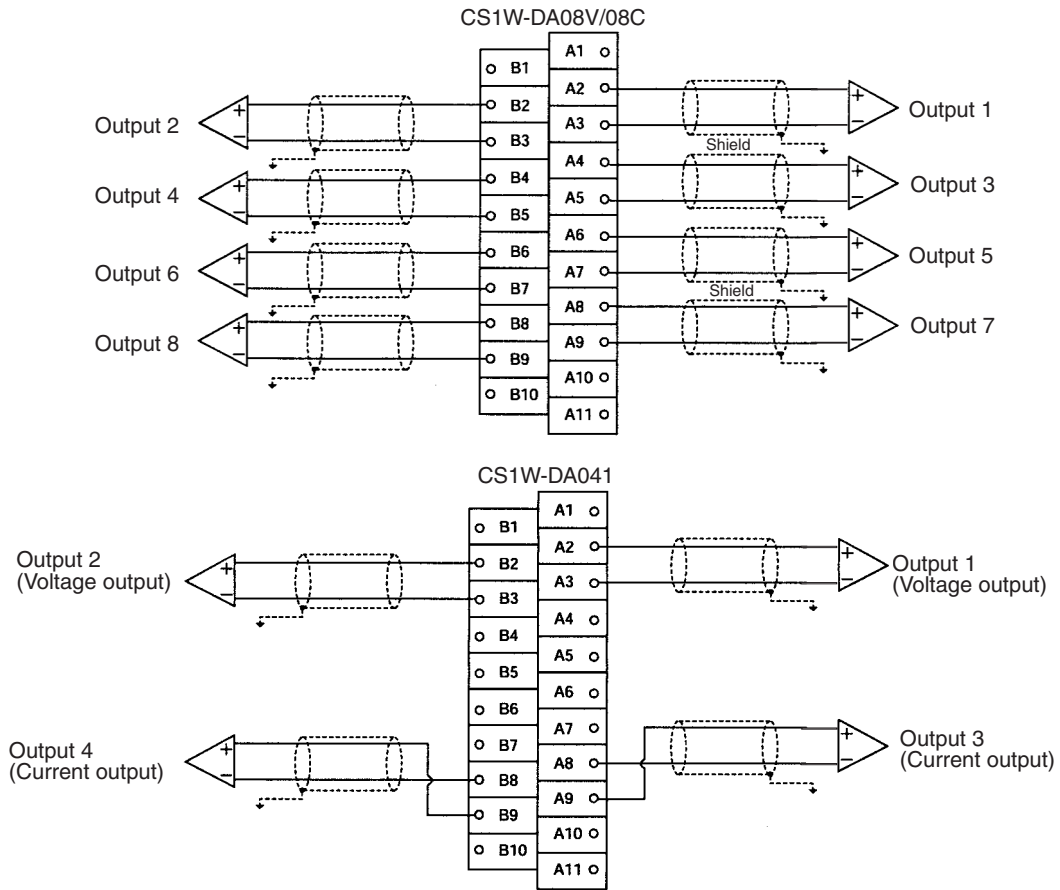 CS1W-DA08V/08C
A1
B1
A2
B2
A3
B3
A4
B4
A5
B5
A6
B6
A7
B7
A8
B8
A9
B9
A10
B10
A11
Output 2
+
−
Output 4
+
−
Output 6
+
−
Output 8
+
−
Output 1
+
−
Shield
Output 3
+
−
Output 5
+
−
Shield
Output 7
+
−
CS1W-DA041
A1
B1
A2
B2
A3
B3
A4
B4
A5
B5
A6
B6
A7
B7
A8
B8
A9
B9
A10
B10
A11
Output 2
(Voltage output)
+
−
Output 4
(Current output)
+
−
Output 1
(Voltage output)
+
−
Output 3
(Current output)
+
−